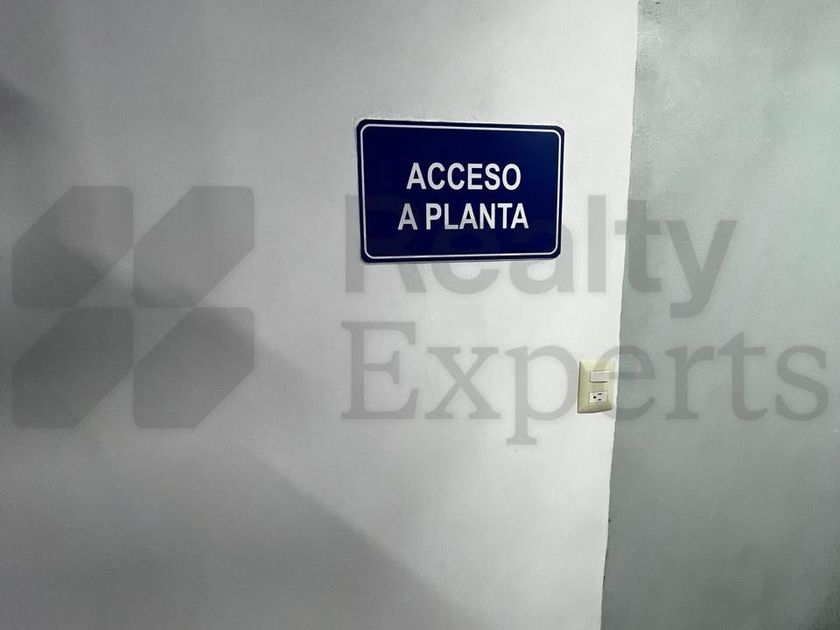 ACCESO
A PLANTA
Realty
Experts